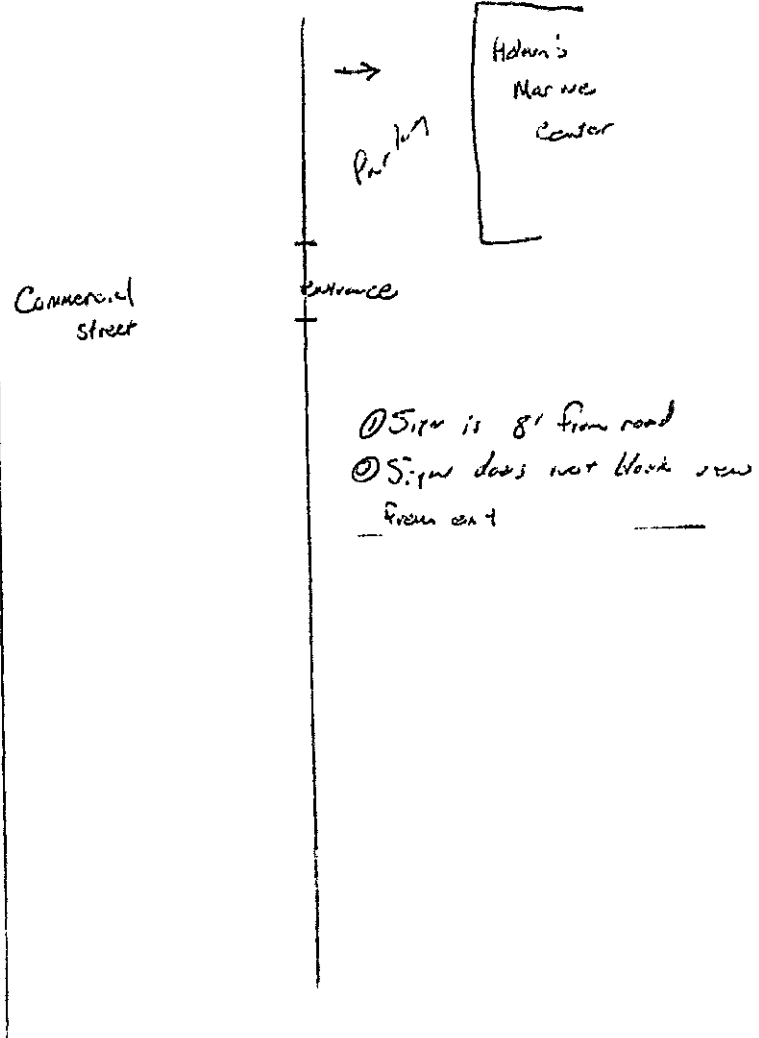 Marine
Center
Parking
entrance
Commercial
street
① Sign is 8' from road
② Sign does not block view
from exit